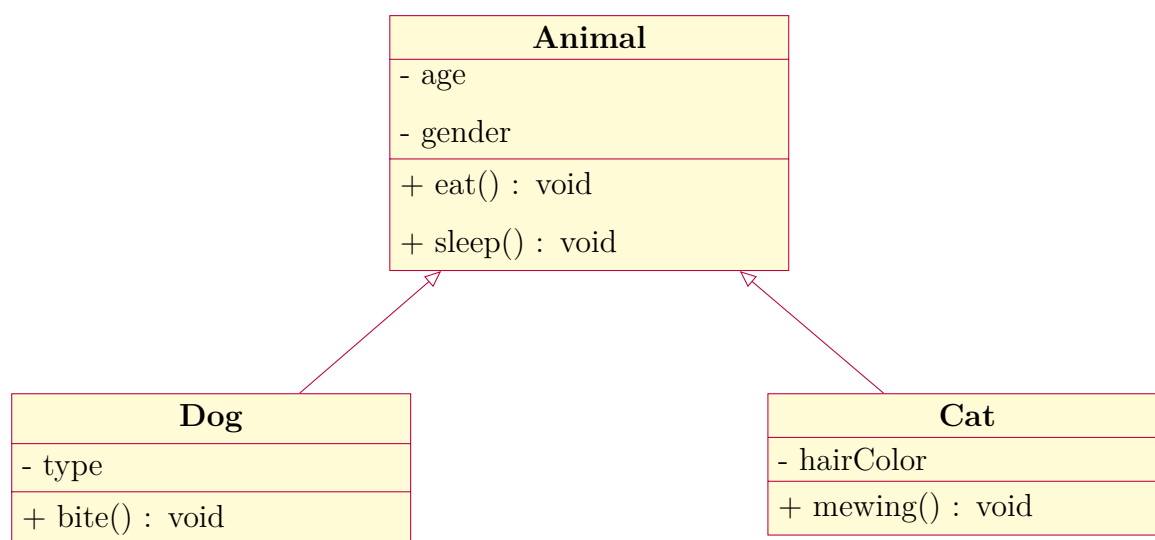 Animal
- age
- gender
+ eat() : void
+ sleep() : void
Dog
- type
+ bite() : void
Cat
- hairColor
+ mewing() : void